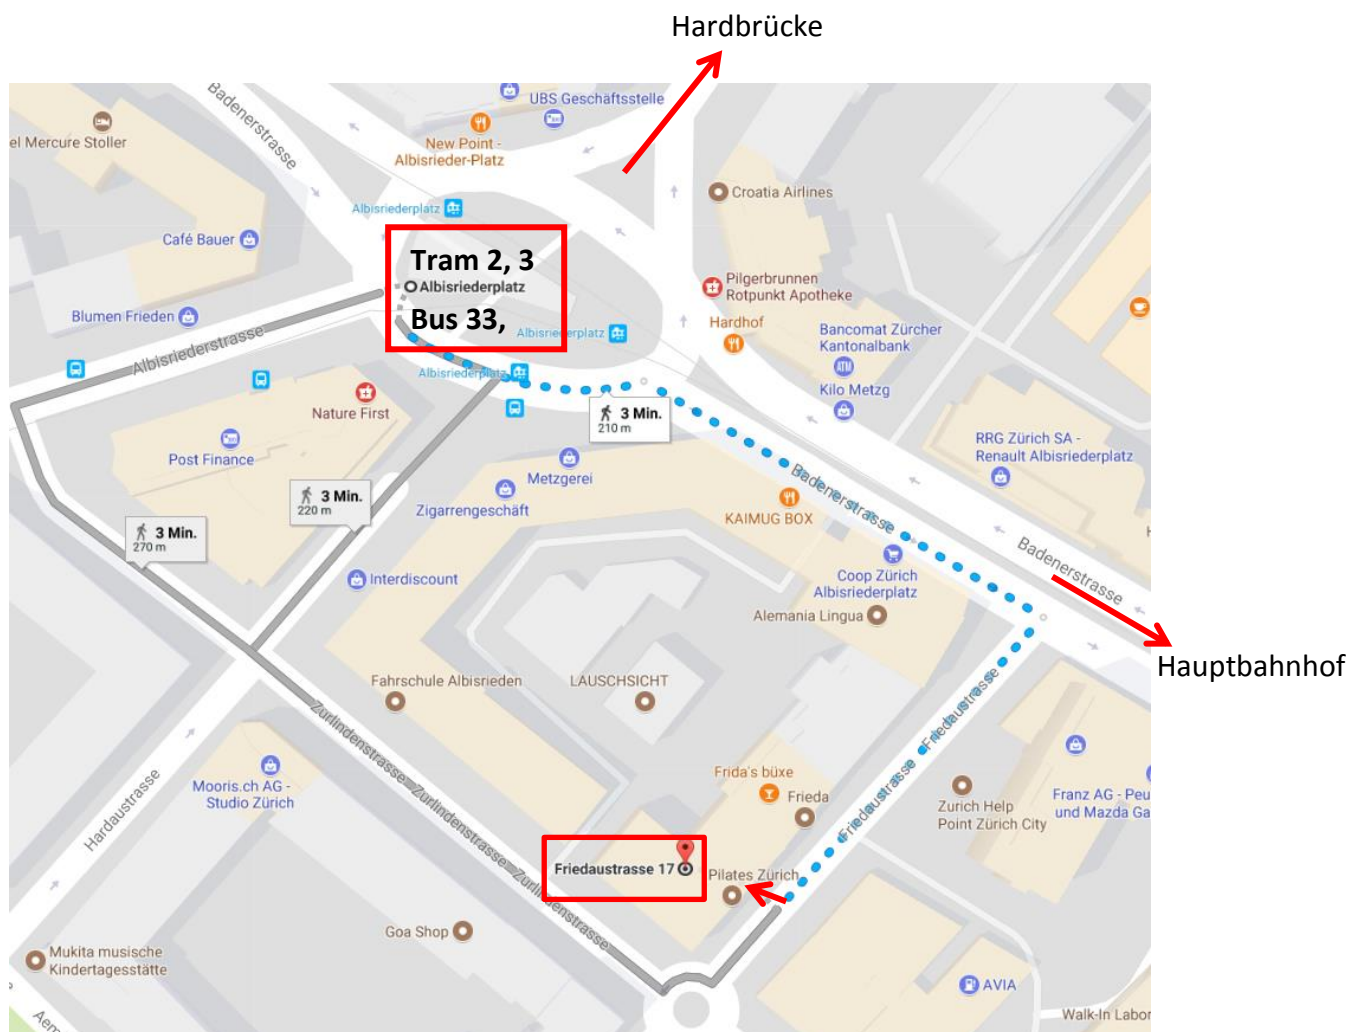 Hardbrücke
Badenerstrasse
UBS Geschäftsstelle
el Mercure Stoller
New Point -
Albisrieder-Platz
Croatia Airlines
Albisriederplatz
Café Bauer
Tram 2, 3
Albisriederplatz
Bus 33,
Pilgerbrunnen
Rotpunkt Apotheke
Blumen Frieden
Albisriederstrasse
Albisriederplatz
Hardhof
Bancomat Zürcher
Kantonalbank
ATM
Albisriederplatz
Kilo Metzg
Nature First
3 Min.
210 m
RRG Zürich SA -
Renault Albisriederplatz
Post Finance
Metzgerei
Zigarrengeschäft
Badenerstrasse
KAIMUG BOX
3 Min.
220 m
3 Min.
270 m
Badenerstrasse
Interdiscount
Coop Zürich
Albisriederplatz
Alemania Lingua
Hauptbahnhof
Fahrschule Albisrieden
LAUSCHSICHT
Friedaustrasse
Zurlindenstrasse
Zurlindenstrasse
Zurlindenstrasse
Mooris.ch AG -
Studio Zürich
Hardaustrasse
Frida's büxe
Frieda
Friedaustrasse
Zurich Help
Point Zürich City
Franz AG - Peu
und Mazda Ga
Friedaustrasse 17
Pilates Zürich
Goa Shop
Mukita musische
Kindertagesstätte
AVIA
Walk-In Labor
Aem